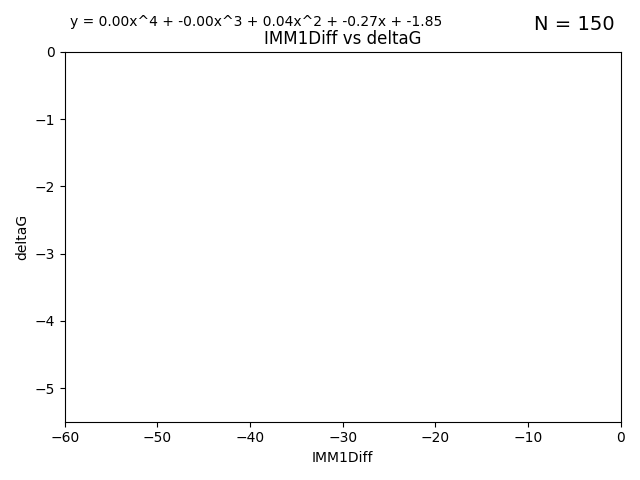 y = 0.00x^4 + -0.00x^3 + 0.04x^2 + -0.27x + -1.85
N = 150
IMM1Diff vs deltaG
0
−1
−2
−3
−4
−5
deltaG
−60 −50 −40 −30 −20 −10 0
IMM1Diff